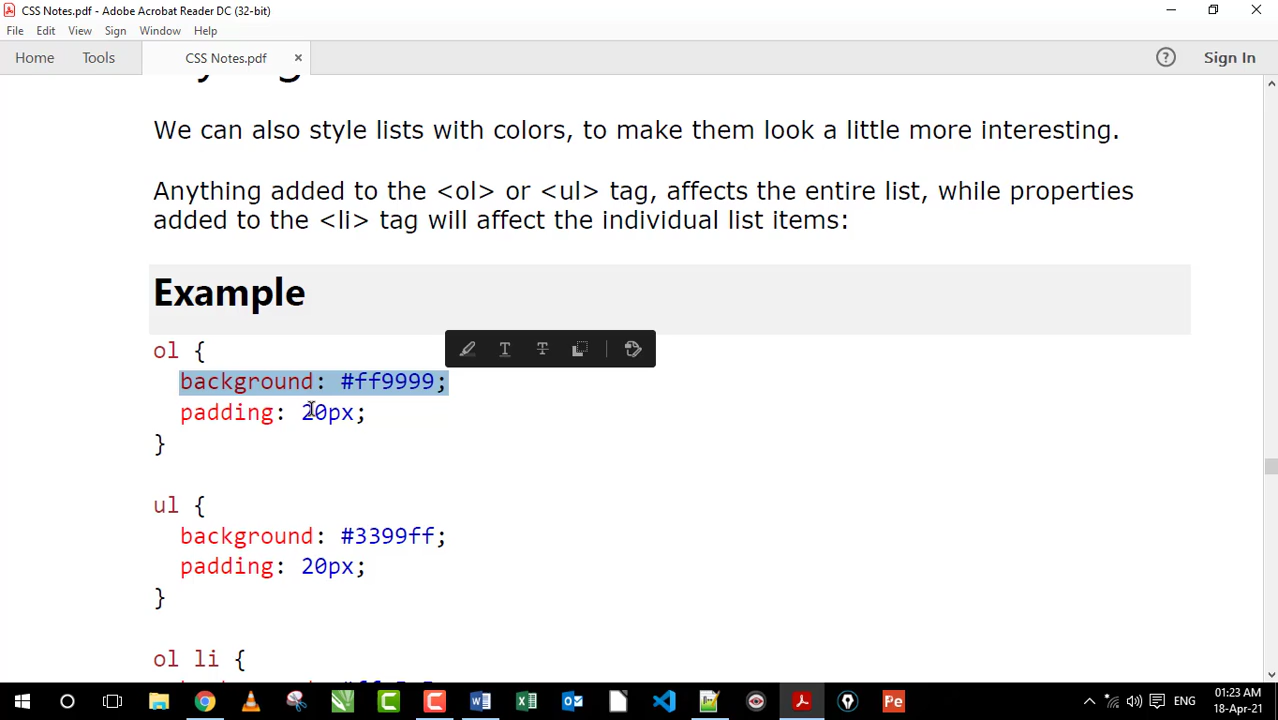 CSS Notes.pdf - Adobe Acrobat Reader DC (32-bit)
File Edit View Sign Window Help
Home Tools CSS Notes.pdf × ? Sign In
We can also style lists with colors, to make them look a little more interesting.
Anything added to the <ol> or <ul> tag, affects the entire list, while properties
added to the <li> tag will affect the individual list items:
Example
ol {
background: #ff9999;
padding: 20px;
}
ul {
background: #3399ff;
padding: 20px;
}
ol li {
ENG
01:23 AM
18-Apr-21